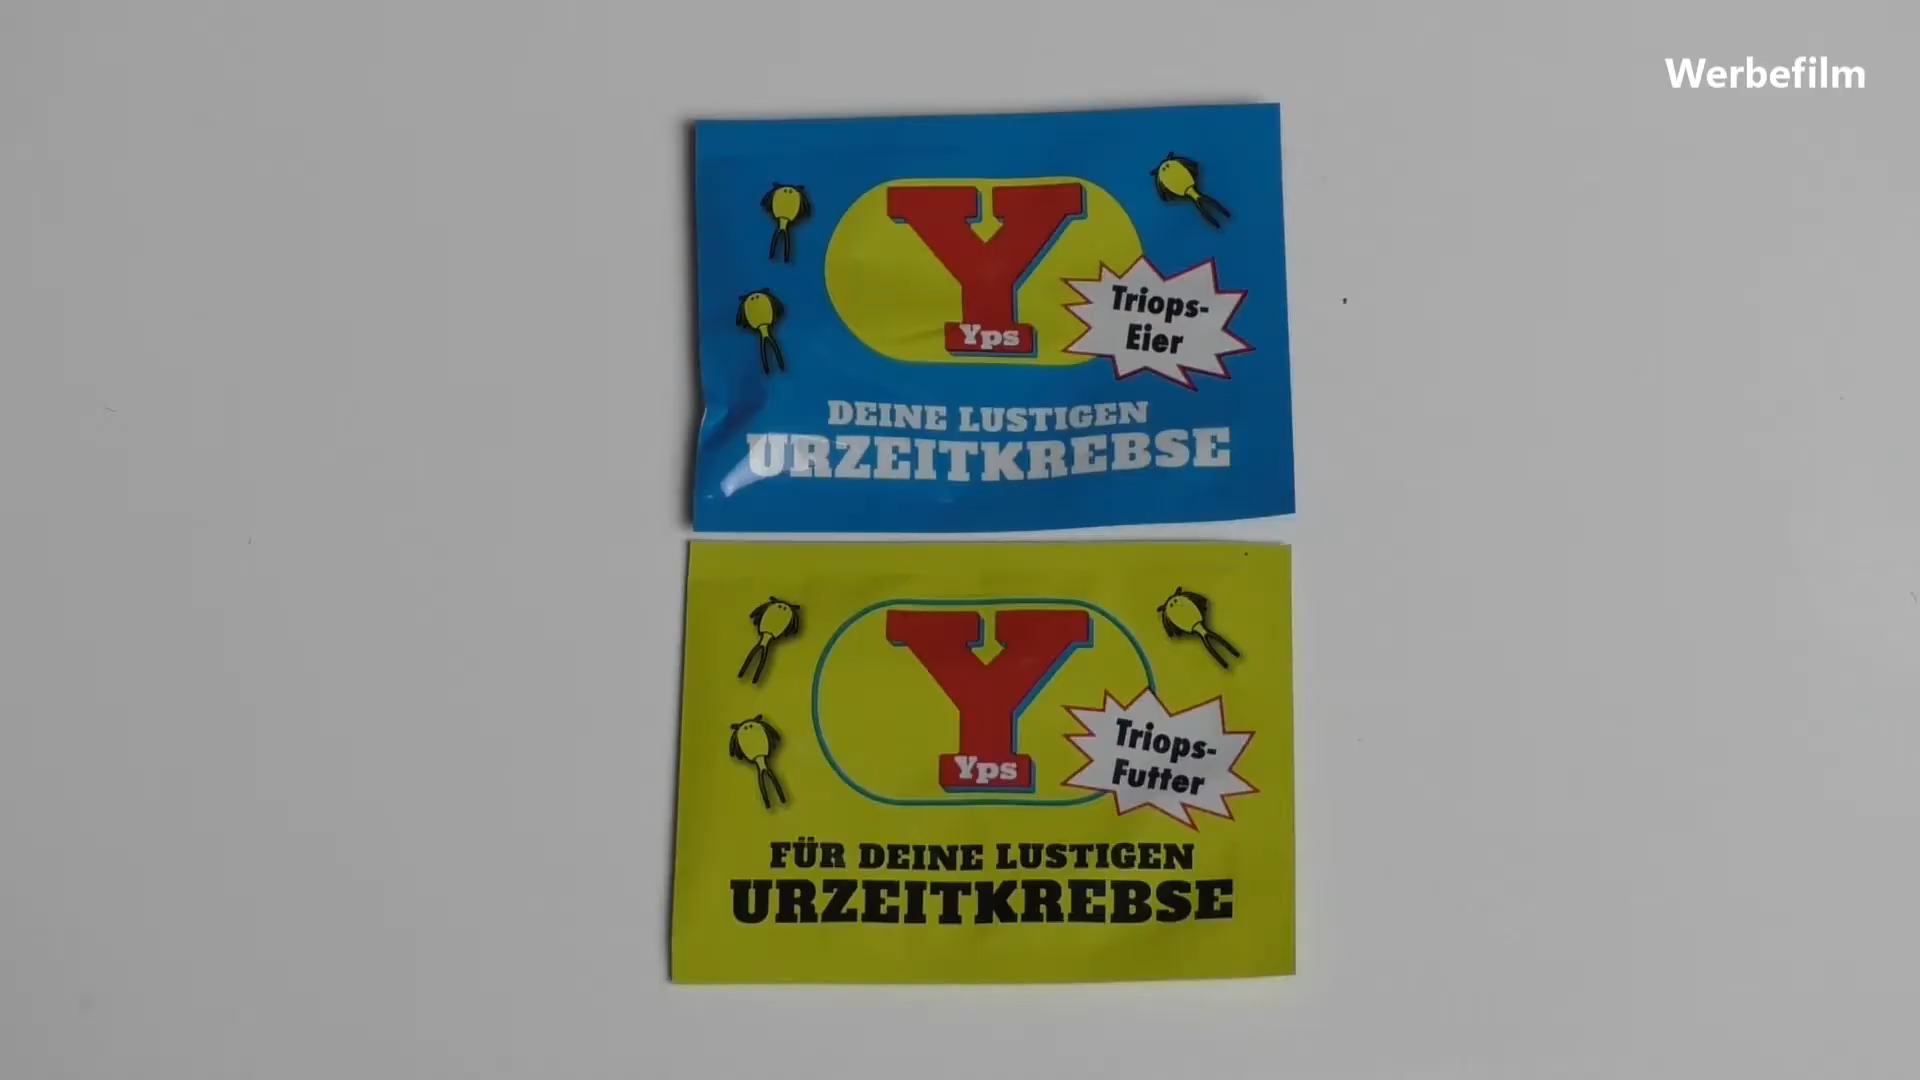 Werbefilm
Y
Yps
Triops-
Eier
DEINE LUSTIGEN
URZEITKREBSE
Y
Yps
Triops-
Futter
FÜR DEINE LUSTIGEN
URZEITKREBSE